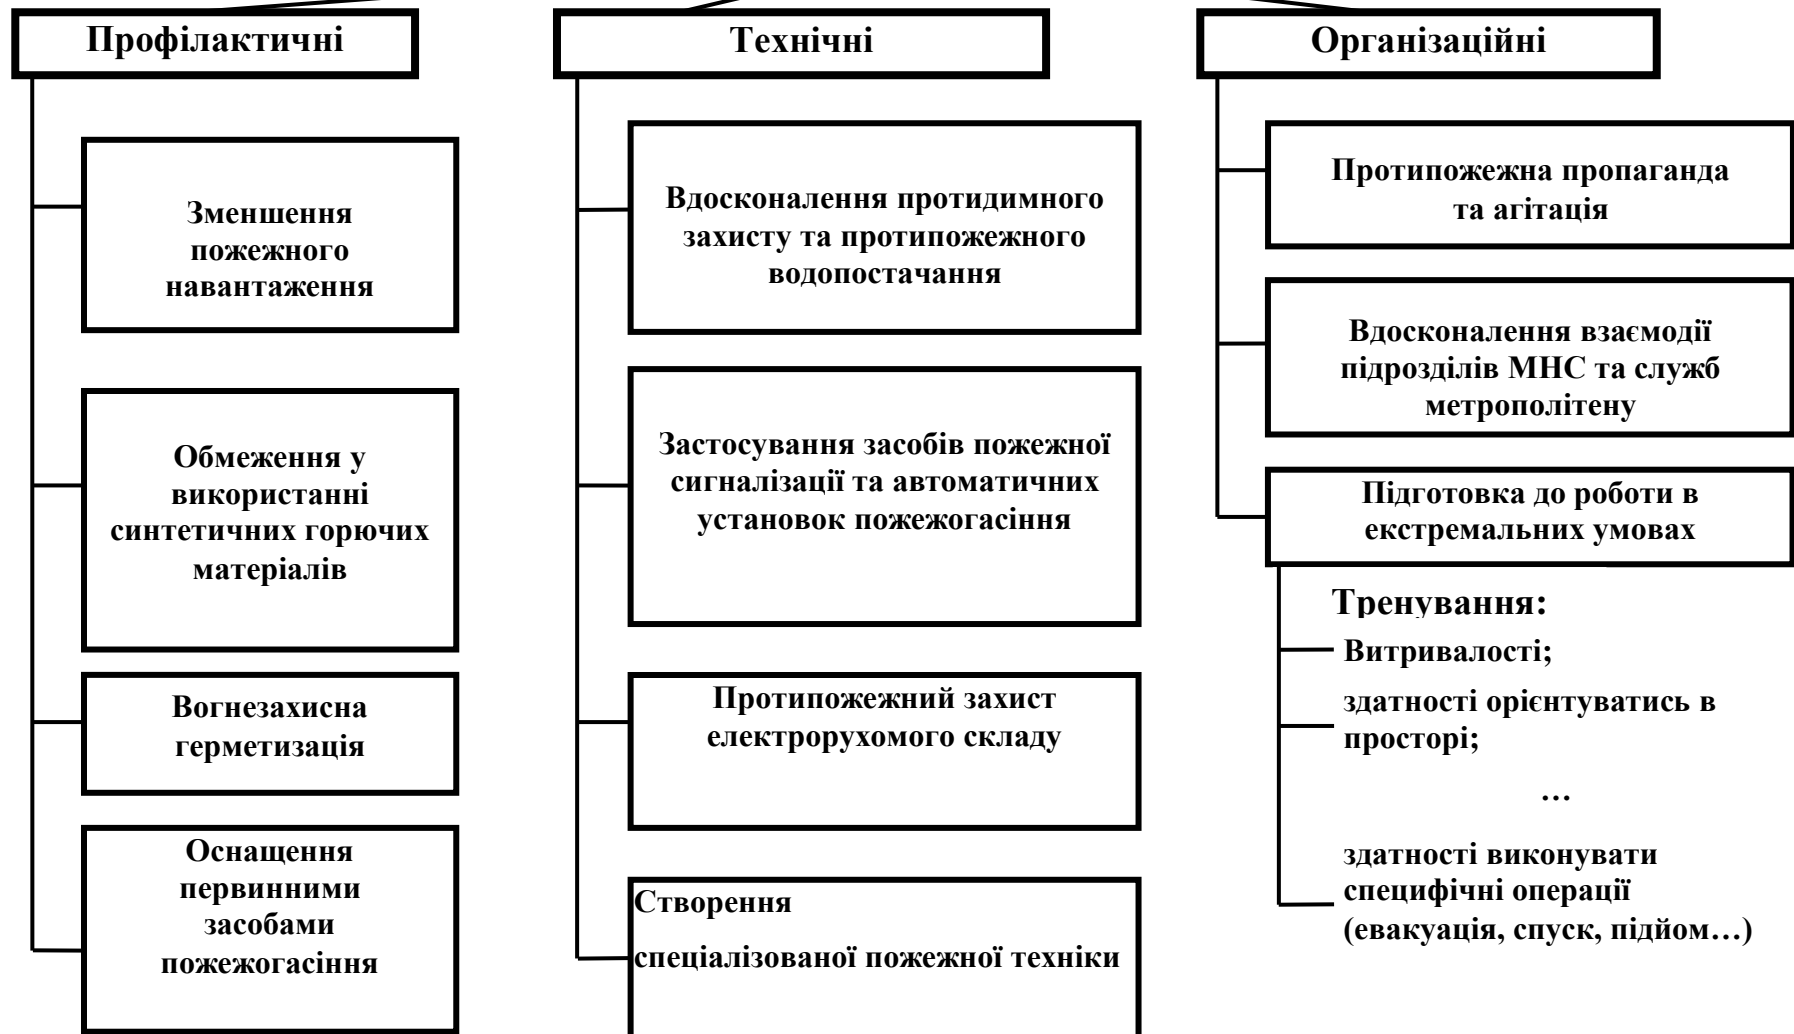 Профілактичні
Зменшення
пожежного
навантаження
Обмеження у
використанні
синтетичних горючих
матеріалів
Вогнезахисна
герметизація
Оснащення
первинними
засобами
пожежогасіння
Технічні
Вдосконалення протидимного
захисту та протипожежного
водопостачання
Застосування засобів пожежної
сигналізації та автоматичних
установок пожежогасіння
Протипожежний захист
електрорухомого складу
Створення
спеціалізованої пожежної техніки
Організаційні
Протипожежна пропаганда
та агітація
Вдосконалення взаємодії
підрозділів МНС та служб
метрополітену
Підготовка до роботи в
екстремальних умовах
Тренування:
Витривалості;
здатності орієнтуватись в
просторі;
…
здатності виконувати
специфічні операції
(евакуація, спуск, підйом…)